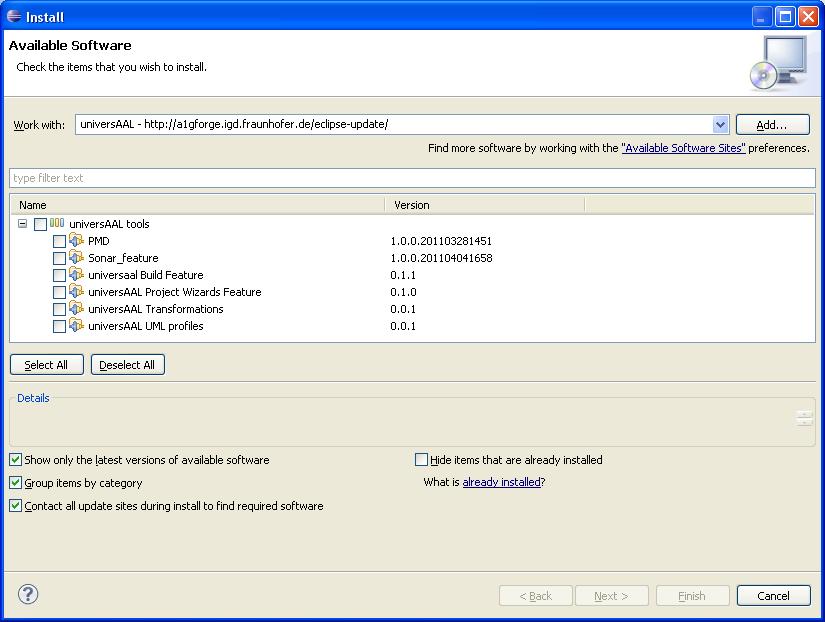 Install
Available Software
Check the items that you wish to install.
Work with: universAAL - http://a1gforge.igd.fraunhofer.de/eclipse-update/ Add...
Find more software by working with the "Available Software Sites" preferences.
type filter text
Name Version
universAAL tools
PMD 1.0.0.201103281451
Sonar_feature 1.0.0.201104041658
universaal Build Feature 0.1.1
universAAL Project Wizards Feature 0.1.0
universAAL Transformations 0.0.1
universAAL UML profiles 0.0.1
Select All Deselect All
Details
Show only the latest versions of available software Hide items that are already installed
Group items by category What is already installed?
Contact all update sites during install to find required software
? < Back Next > Finish Cancel